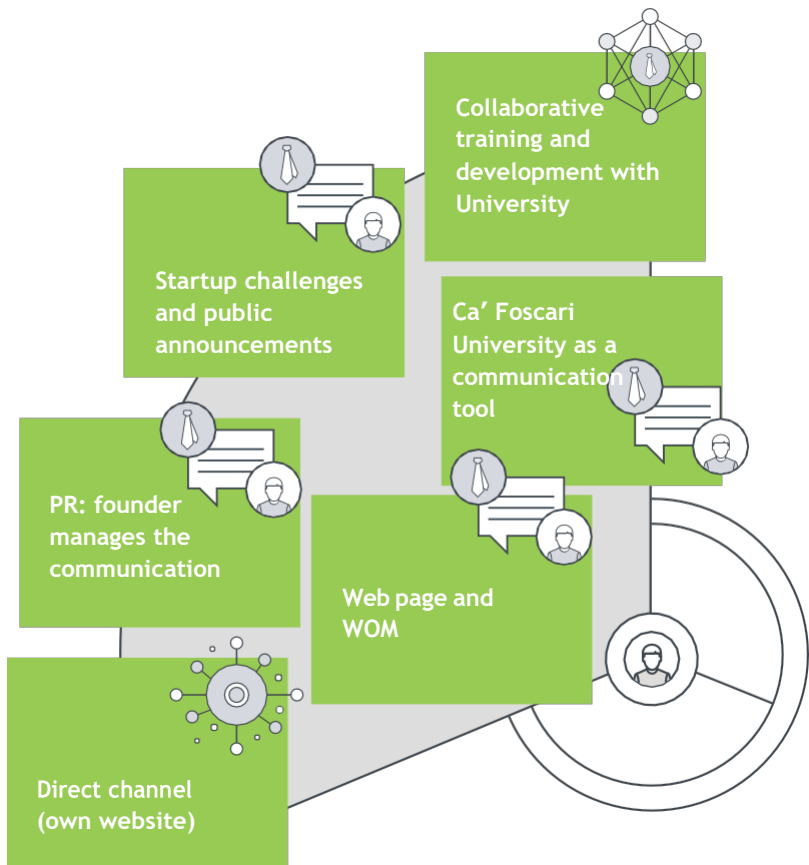 Collaborative
training and
development with
University
Startup challenges
and public
announcements
Ca’ Foscari
University as a
communication
tool
PR: founder
manages the
communication
Web page and
WOM
Direct channel
(own website)